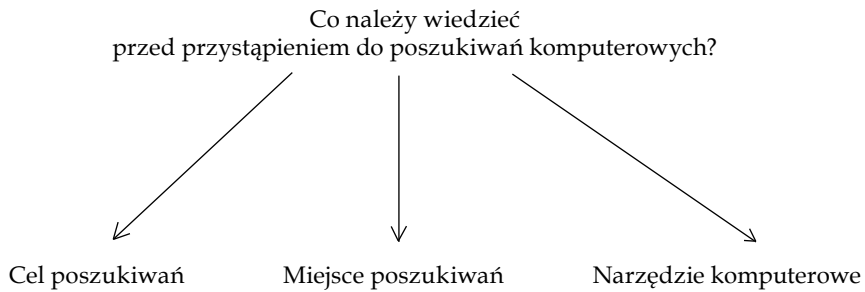 Co należy wiedzieć
przed przystąpieniem do poszukiwań komputerowych?
Cel poszukiwań
Miejsce poszukiwań
Narzędzie komputerowe